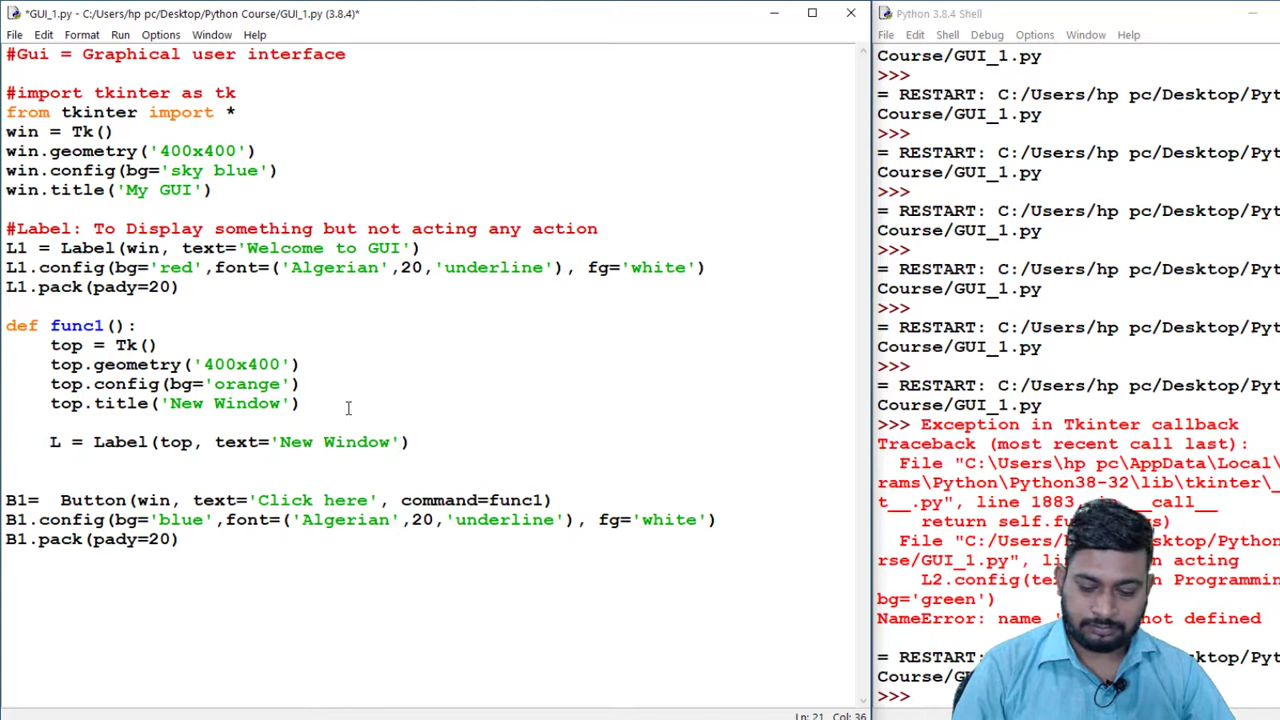 *GUI_1.py - C:/Users/hp pc/Desktop/Python Course/GUI_1.py (3.8.4)*
File Edit Format Run Options Window Help
#Gui = Graphical user interface
#import tkinter as tk
from tkinter import *
win = Tk()
win.geometry('400x400')
win.config(bg='sky blue')
win.title('My GUI')
#Label: To Display something but not acting any action
L1 = Label(win, text='Welcome to GUI')
L1.config(bg='red',font=('Algerian',20,'underline'), fg='white')
L1.pack(pady=20)
def func1():
top = Tk()
top.geometry('400x400')
top.config(bg='orange')
top.title('New Window')
L = Label(top, text='New Window')
B1=  Button(win, text='Click here', command=func1)
B1.config(bg='blue',font=('Algerian',20,'underline'), fg='white')
B1.pack(pady=20)
Ln: 21 Col: 36
Python 3.8.4 Shell
File Edit Shell Debug Options Window Help
Course/GUI_1.py
>>>
= RESTART: C:/Users/hp pc/Desktop/Pyt
Course/GUI_1.py
>>>
= RESTART: C:/Users/hp pc/Desktop/Pyt
Course/GUI_1.py
>>>
= RESTART: C:/Users/hp pc/Desktop/Pyt
Course/GUI_1.py
>>>
= RESTART: C:/Users/hp pc/Desktop/Pyt
Course/GUI_1.py
>>>
= RESTART: C:/Users/hp pc/Desktop/Pyt
Course/GUI_1.py
>>>
= RESTART: C:/Users/hp pc/Desktop/Pyt
Course/GUI_1.py
>>> Exception in Tkinter callback
Traceback (most recent call last):
File "C:\Users\hp pc\AppData\Local\
rams\Python\Python38-32\lib\tkinter\_
t__.py", line 1883, in __call__
return self.fu
File "C:/Users/h sktop/Python
rse/GUI_1.py", li acting
L2.config(te n Programmin
bg='green')
NameError: name ' not defined
= RESTART: sktop/Pyt
Course/G
>>>